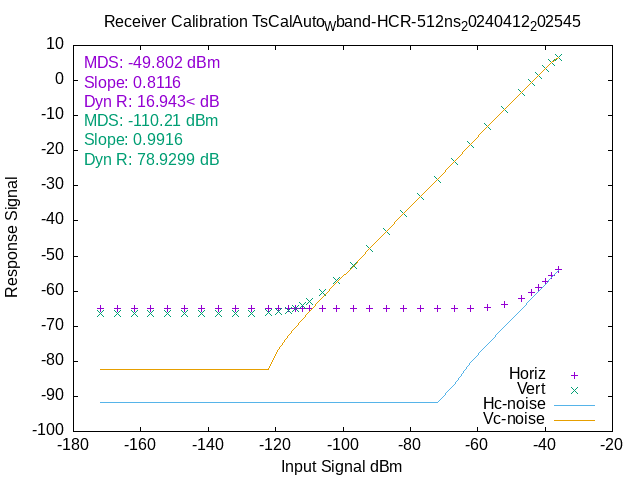 Receiver Calibration TsCalAutoWband-HCR-512ns20240412202545
10
0
-10
-20
-30
-40
-50
-60
-70
-80
-90
-100
Response Signal
MDS: -49.802 dBm
Slope: 0.8116
Dyn R: 16.943< dB
MDS: -110.21 dBm
Slope: 0.9916
Dyn R: 78.9299 dB
Horiz
Vert
Hc-noise
Vc-noise
-180 -160 -140 -120 -100 -80 -60 -40 -20
Input Signal dBm